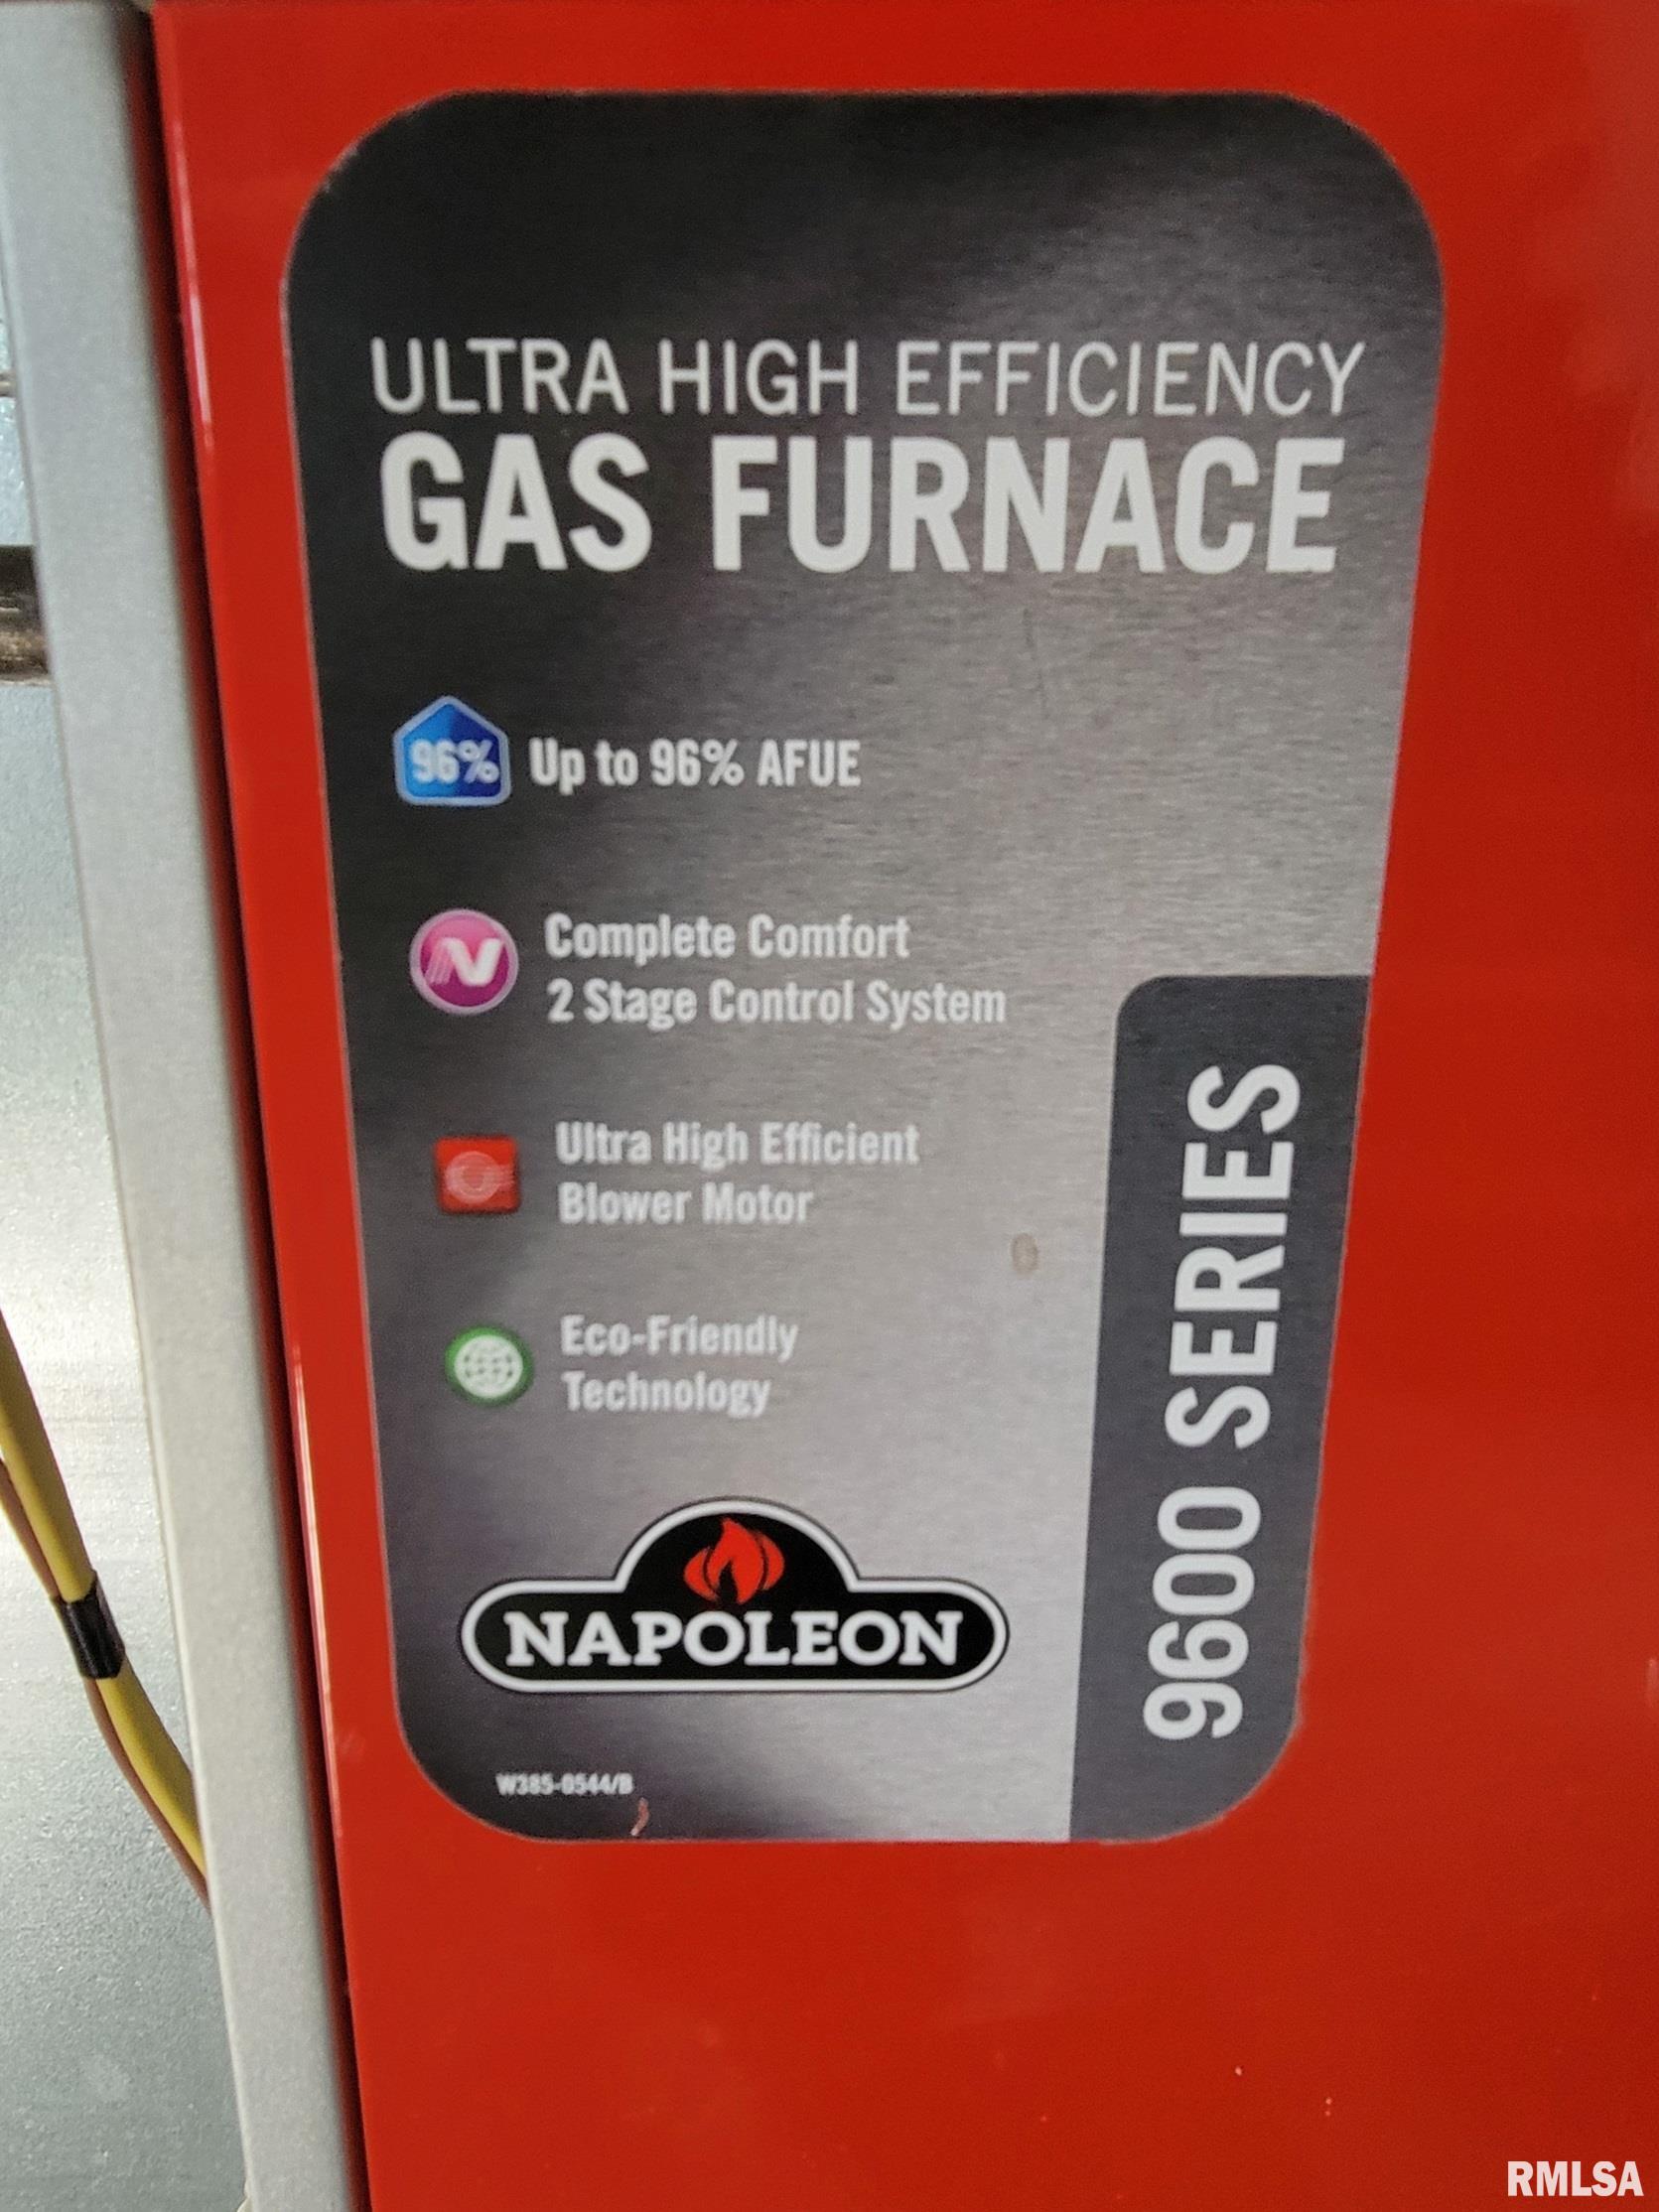 ULTRA HIGH EFFICIENCY
GAS FURNACE
96% Up to 96% AFUE
N Complete Comfort
2 Stage Control System
Ultra High Efficient
Blower Motor
Eco-Friendly
Technology
9600 SERIES
NAPOLEON
W385-0544/B
RMLSA